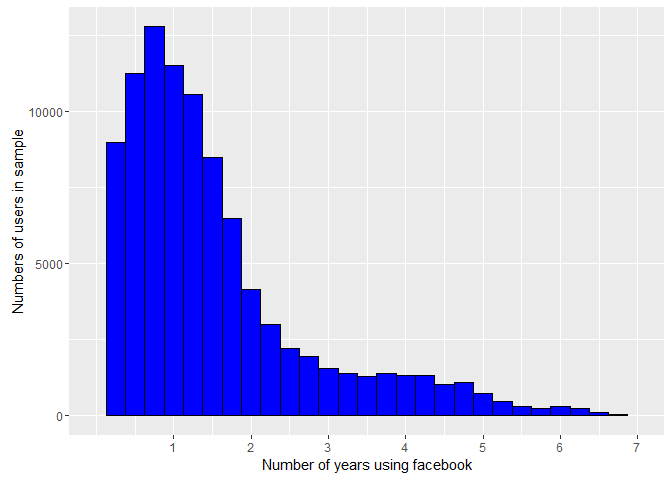 10000
5000
0
Numbers of users in sample
1 2 3 4 5 6 7
Number of years using facebook